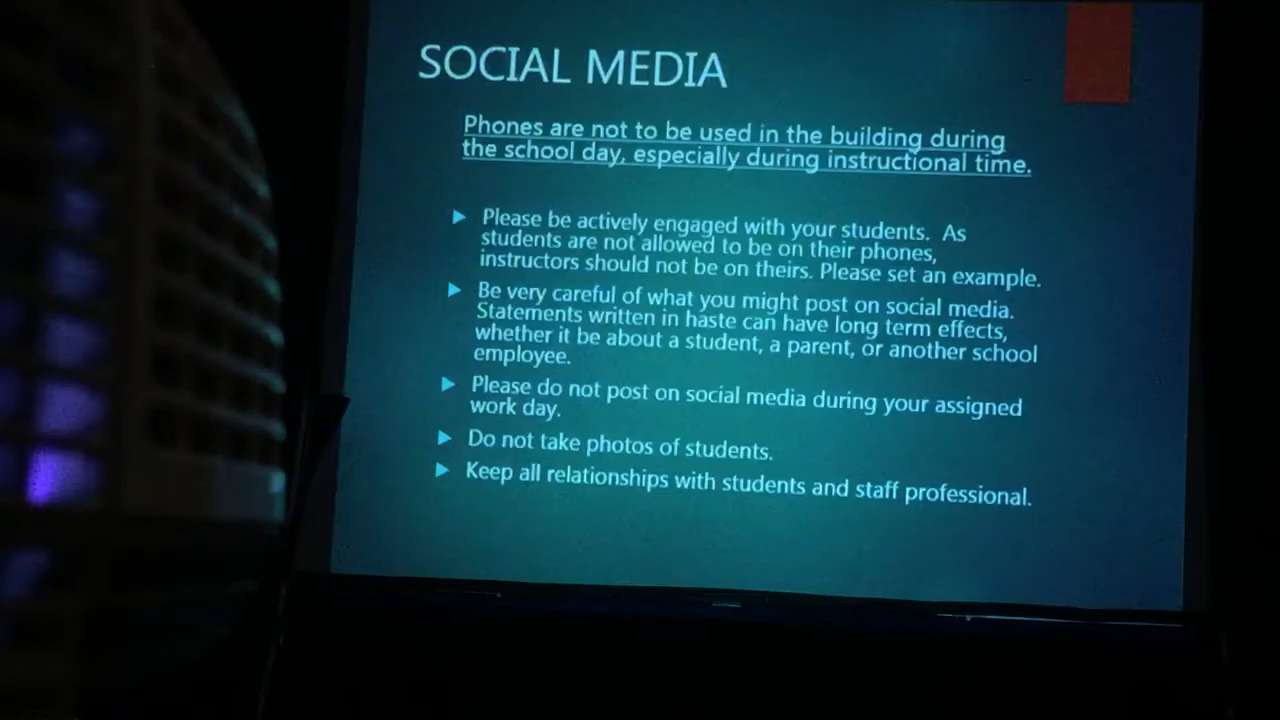 SOCIAL MEDIA
Phones are not to be used in the building during
the school day, especially during instructional time.
Please be actively engaged with your students. As
students are not allowed to be on their phones,
instructors should not be on theirs. Please set an example.
Be very careful of what you might post on social media.
Statements written in haste can have long term effects,
whether it be about a student, a parent, or another school
employee.
Please do not post on social media during your assigned
work day.
Do not take photos of students.
Keep all relationships with students and staff professional.